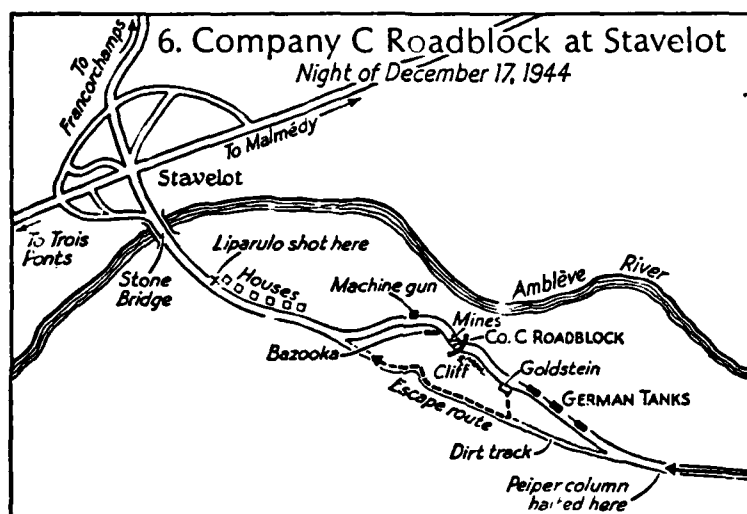 6. Company C Roadblock at Stavelot
Night of December 17, 1944
To
Francorchamps
To Malmédy
Stavelot
To Trois
Ponts
Stone
Bridge
Liparulo shot here
Houses
Machine gun
Amblève River
Mines
Co. C ROADBLOCK
Bazooka
Cliff
Goldstein
GERMAN TANKS
Escape route
Dirt track
Peiper column
halted here